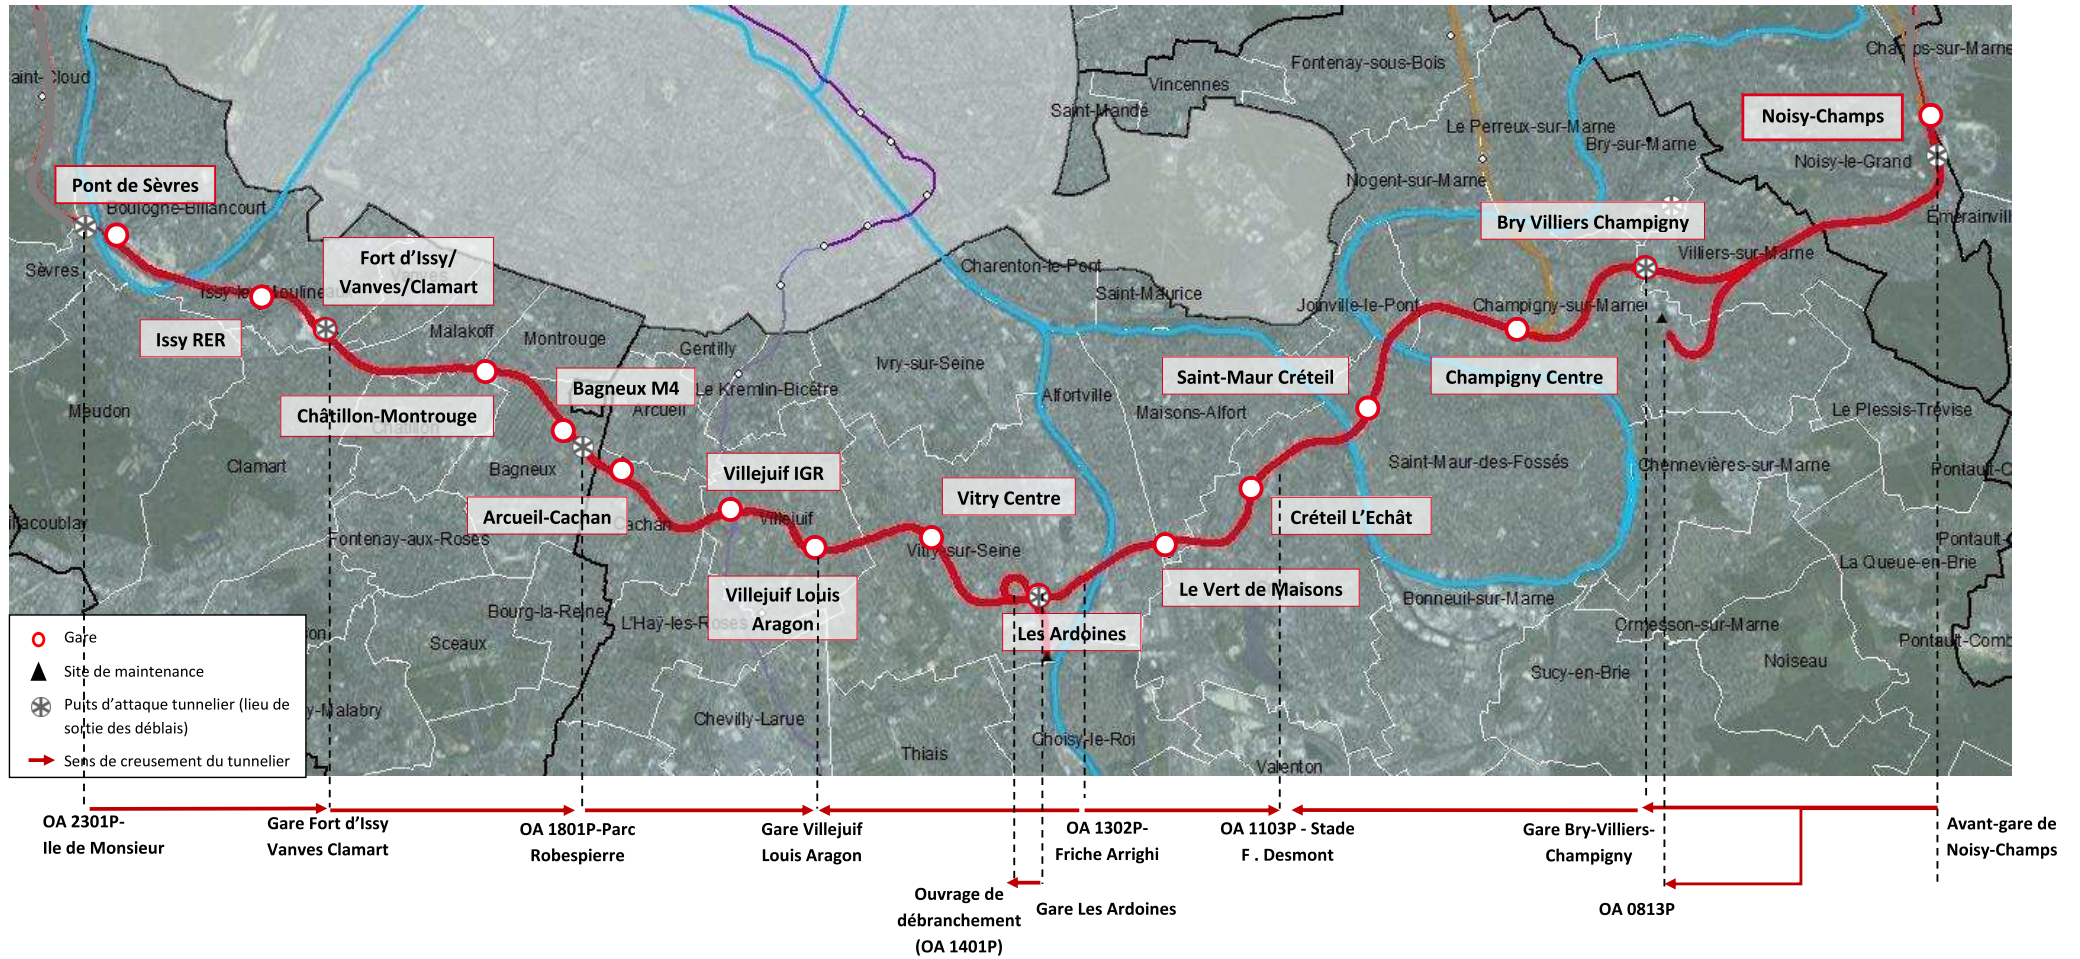 Saint-Mandé
Vincennes
Fontenay-sous-Bois
Le Perreux-sur-Marne
Bry-sur-Marne
Champs-sur-Marne
Noisy-Champs
Noisy-le-Grand
Nogent-sur-Marne
Pont de Sèvres
Boulogne-Billancourt
Bry Villiers Champigny
Villiers-sur-Marne
Sèvres
Fort d'Issy/
Vanves/Clamart
Vanves
Charenton-le-Pont
Saint-Maurice
Joinville-le-Pont
Champigny-sur-Marne
Issy RER
Malakoff
Montrouge
Gentilly
Ivry-sur-Seine
Alfortville
Maisons-Alfort
Saint-Maur Créteil
Champigny Centre
Bagneux M4
Le Kremlin-Bicêtre
Arcueil
Meudon
Châtillon-Montrouge
Le Plessis-Trévise
Clamart
Bagneux
Villejuif IGR
Saint-Maur-des-Fossés
Chennevières-sur-Marne
Vitry Centre
Arcueil-Cachan
Cachan
Villejuif
Créteil L'Echât
Fontenay-aux-Roses
Vitry-sur-Seine
La Queue-en-Brie
Villejuif Louis
Aragon
Le Vert de Maisons
Bonneuil-sur-Marne
Bourg-la-Reine
L'Haÿ-les-Roses
Les Ardoines
Ormesson-sur-Marne
Sceaux
Noiseau
Sucy-en-Brie
Chevilly-Larue
Thiais
Choisy-le-Roi
Valenton
Gare
Site de maintenance
Puits d'attaque tunnelier (lieu de
sortie des déblais)
Sens de creusement du tunnelier
OA 2301P-
Ile de Monsieur
Gare Fort d'Issy
Vanves Clamart
OA 1801P-Parc
Robespierre
Gare Villejuif
Louis Aragon
OA 1302P-
Friche Arrighi
OA 1103P - Stade
F . Desmont
Gare Bry-Villiers-
Champigny
Avant-gare de
Noisy-Champs
Ouvrage de
débranchement
(OA 1401P)
Gare Les Ardoines
OA 0813P